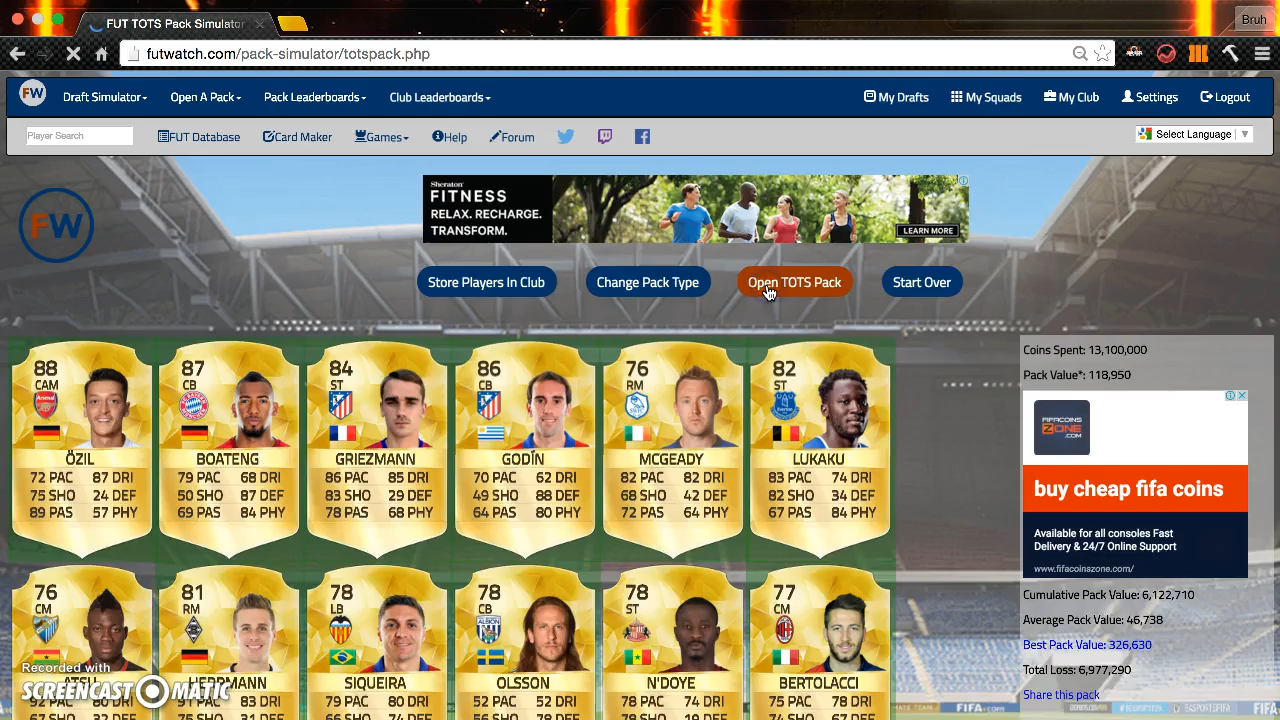 FUT TOTS Pack Simulator
Bruh
futwatch.com/pack-simulator/totspack.php
FW
Draft Simulator
Open A Pack
Pack Leaderboards
Club Leaderboards
My Drafts
My Squads
My Club
Settings
Logout
Player Search
FUT Database
Card Maker
Games
Help
Forum
Select Language
FW
Sheraton
FITNESS
RELAX. RECHARGE.
TRANSFORM.
LEARN MORE
Store Players In Club
Change Pack Type
Open TOTS Pack
Start Over
88
CAM
ÖZIL
72 PAC 87 DRI
75 SHO 24 DEF
89 PAS 57 PHY
87
CB
BOATENG
79 PAC 68 DRI
50 SHO 87 DEF
69 PAS 84 PHY
84
ST
GRIEZMANN
86 PAC 85 DRI
83 SHO 29 DEF
78 PAS 68 PHY
86
CB
GODÍN
70 PAC 62 DRI
49 SHO 88 DEF
64 PAS 80 PHY
76
RM
MCGEADY
82 PAC 82 DRI
68 SHO 42 DEF
72 PAS 64 PHY
82
ST
LUKAKU
83 PAC 74 DRI
82 SHO 34 DEF
67 PAS 84 PHY
76
CM
81
RM
78
LB
SIQUEIRA
79 PAC 80 DRI
78
CB
OLSSON
52 PAC 52 DRI
78
ST
N'DOYE
78 PAC 77 DRI
77
CM
BERTOLACCI
75 PAC 78 DRI
Recorded with
SCREENCAST MATIC
Coins Spent: 13,100,000
Pack Value*: 118,950
FIFACOINS
ZONE
.COM
buy cheap fifa coins
Available for all consoles Fast
Delivery & 24/7 Online Support
www.fifacoinszone.com/
Cumulative Pack Value: 6,122,710
Average Pack Value: 46,738
Best Pack Value: 326,630
Total Loss: 6,977,290
Share this pack